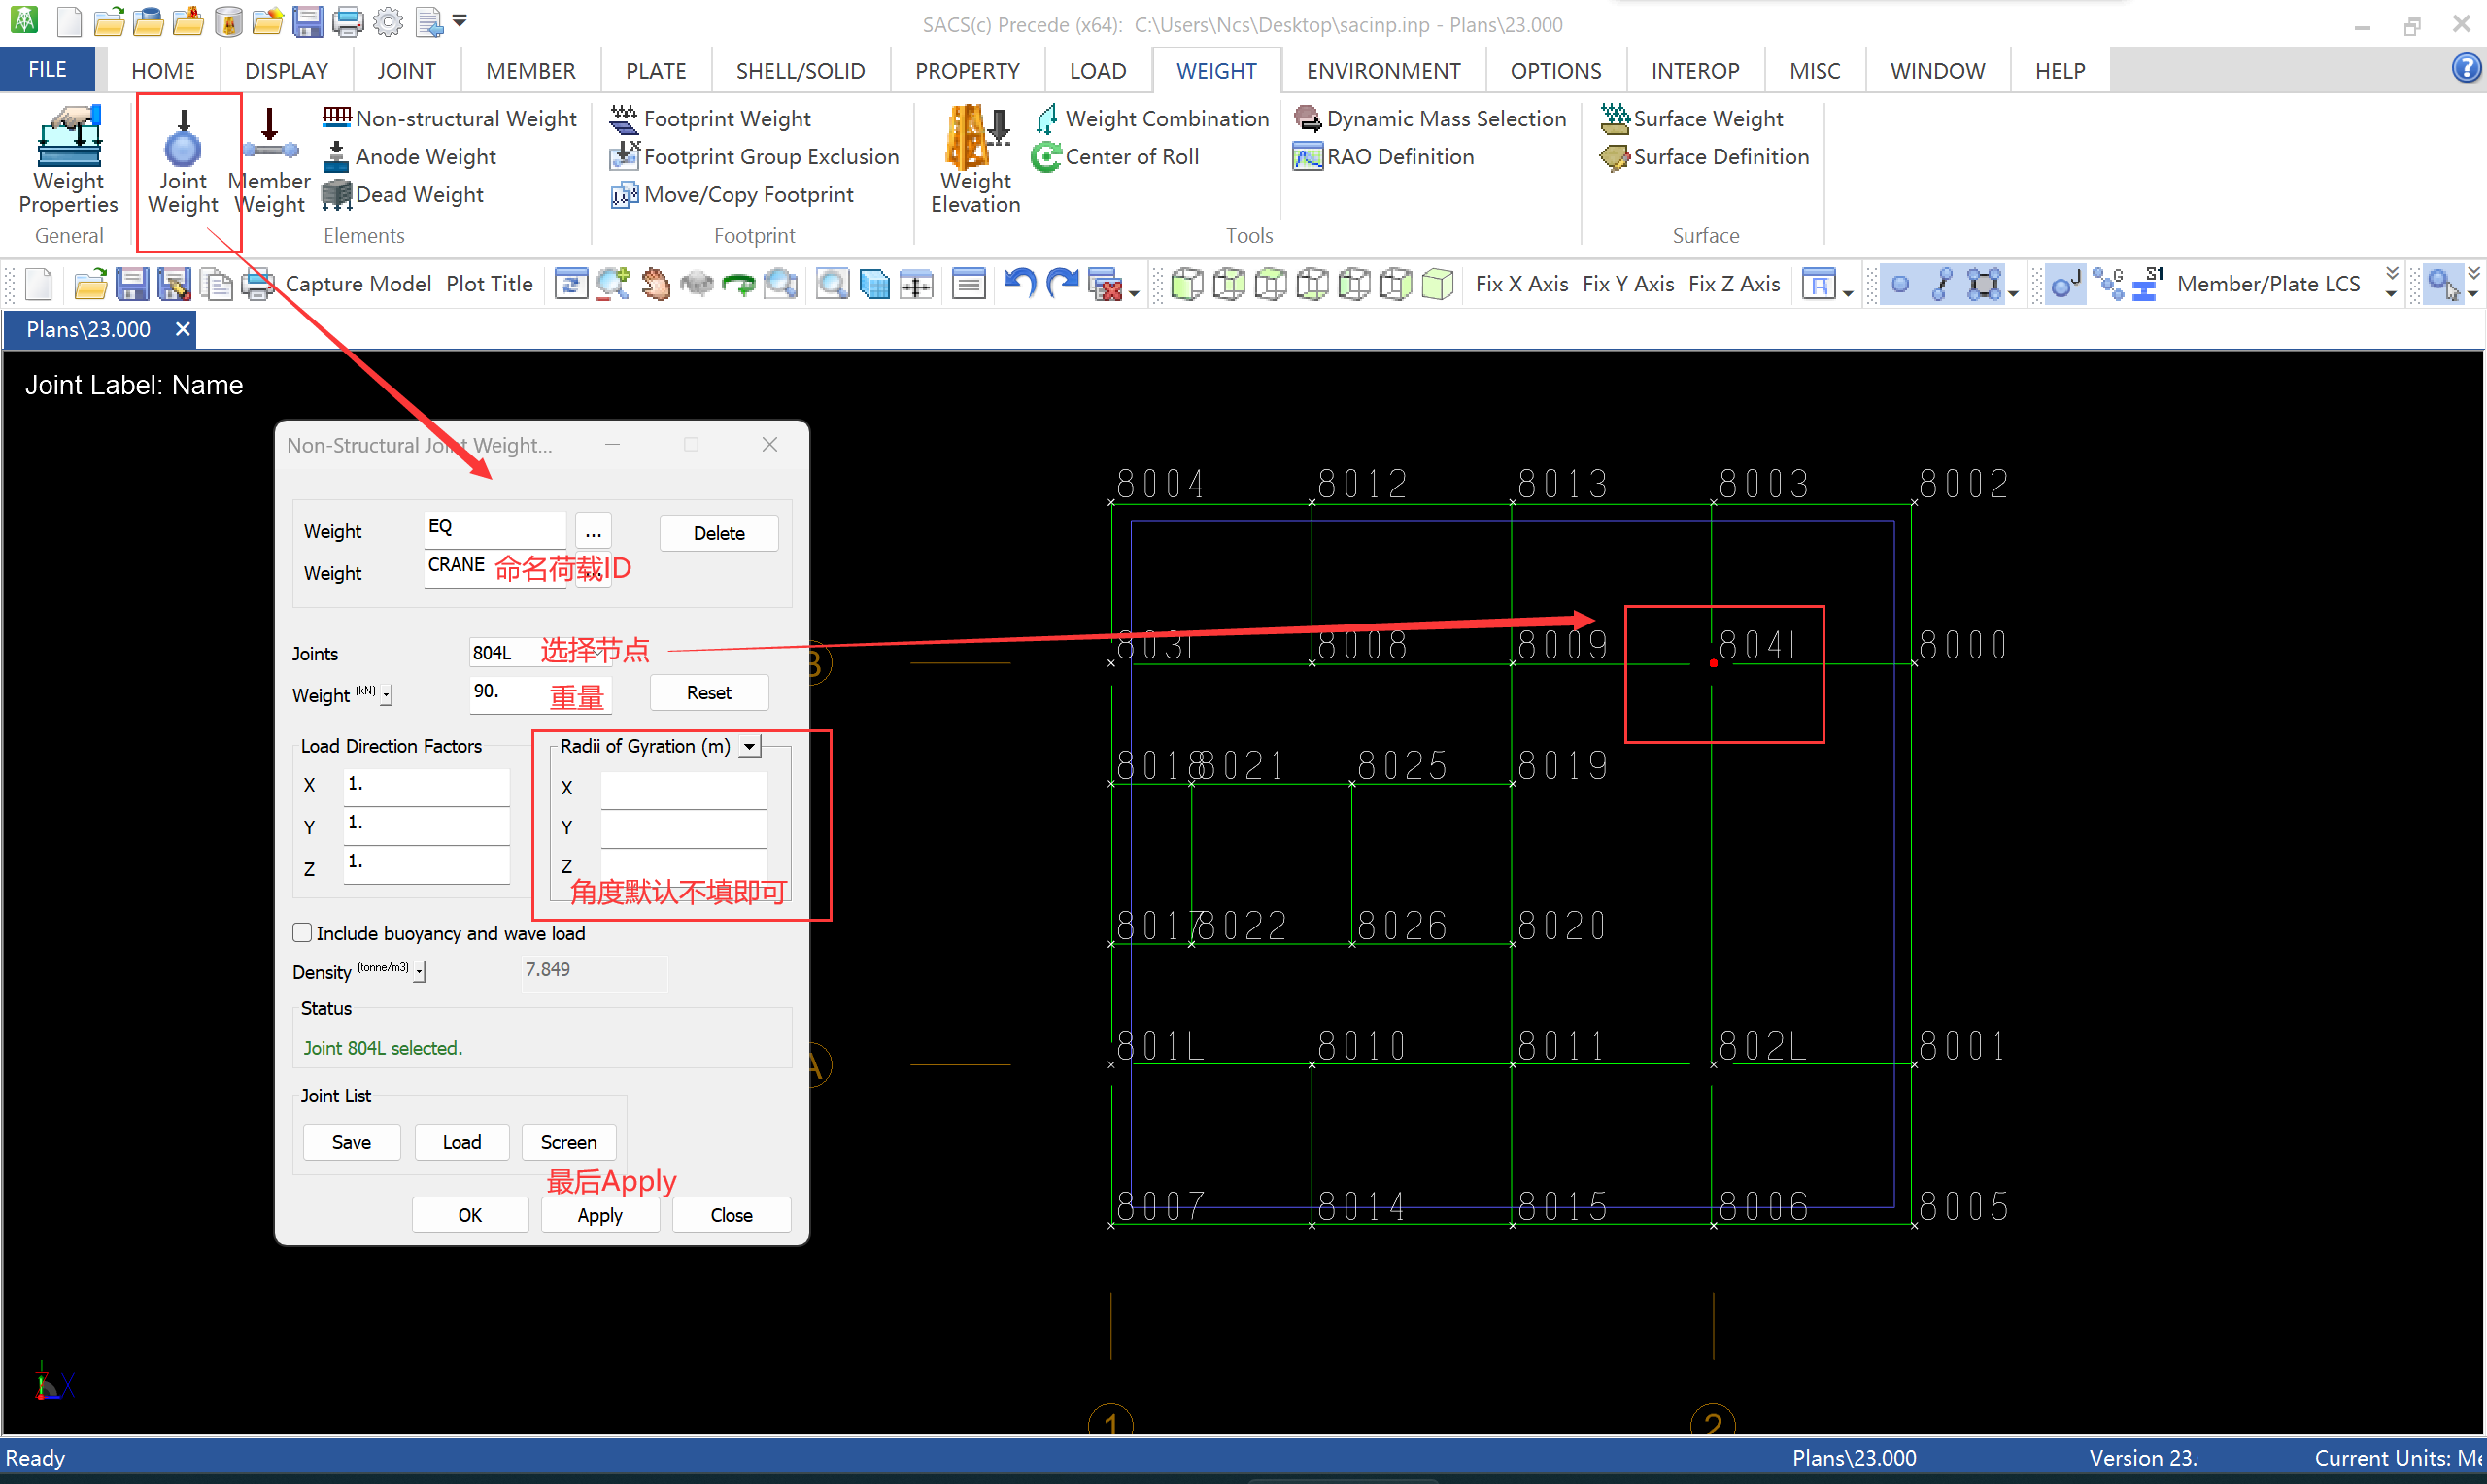 SACS(c) Precede (x64): C:\Users\Ncs\Desktop\sacinp.inp - Plans\23.000
FILE HOME DISPLAY JOINT MEMBER PLATE SHELL/SOLID PROPERTY LOAD WEIGHT ENVIRONMENT OPTIONS INTEROP MISC WINDOW HELP
Weight Properties
Joint Weight
Member Weight
Non-structural Weight
Anode Weight
Dead Weight
Footprint Weight
Footprint Group Exclusion
Move/Copy Footprint
Weight Elevation
Weight Combination
Center of Roll
Dynamic Mass Selection
RAO Definition
Surface Weight
Surface Definition
General Elements Footprint Tools Surface
Capture Model Plot Title Fix X Axis Fix Y Axis Fix Z Axis Member/Plate LCS
Plans\23.000
Joint Label: Name
Non-Structural Joint Weight...
Weight EQ ... Delete
Weight CRANE 命名荷载ID
Joints 804L 选择节点
Weight (kN) 90. 重量 Reset
Load Direction Factors
X 1.
Y 1.
Z 1.
Radii of Gyration (m)
X
Y
Z
角度默认不填即可
Include buoyancy and wave load
Density (tonne/m3) 7.849
Status
Joint 804L selected.
Joint List
Save Load Screen
最后Apply
OK Apply Close
8004 8012 8013 8003 8002
B 803L 8008 8009 804L 8000
8018 8021 8025 8019
8017 8022 8026 8020
A 801L 8010 8011 802L 8001
8007 8014 8015 8006 8005
X
1 2
Ready Plans\23.000 Version 23. Current Units: